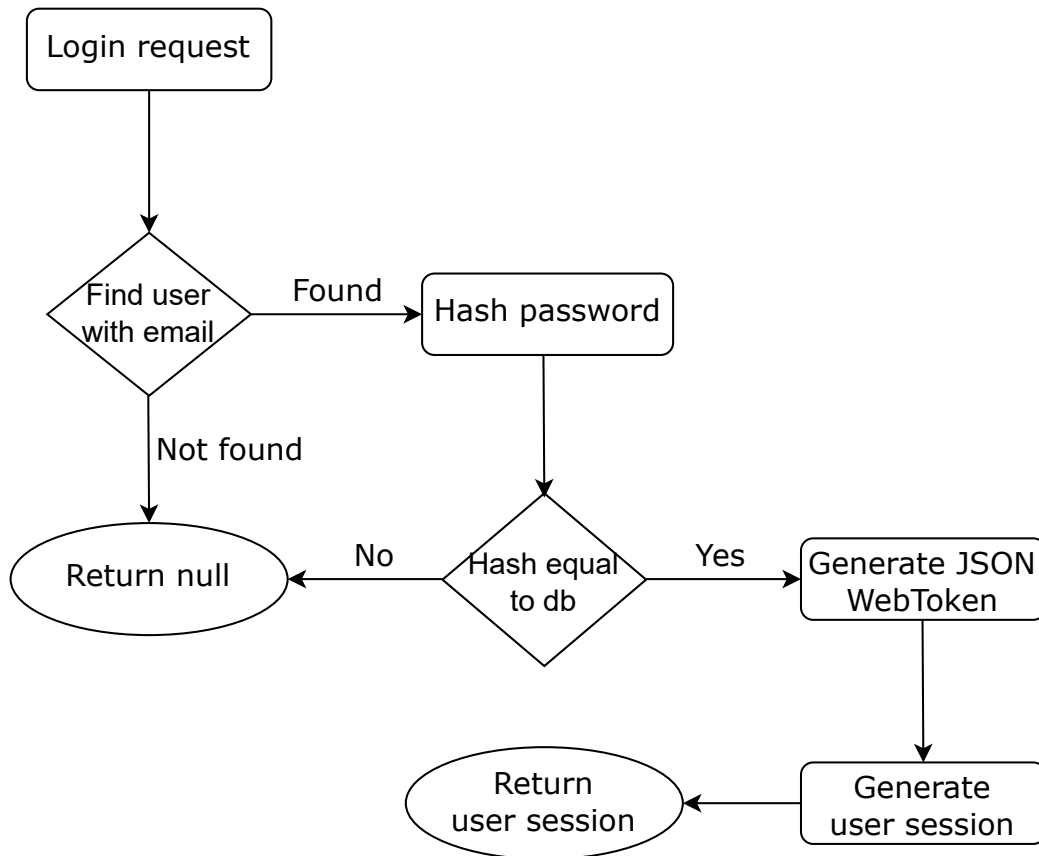 Login request
Find user
with email
Found
Hash password
Not found
Return null
No
Hash equal
to db
Yes
Generate JSON
WebToken
Return
user session
Generate
user session